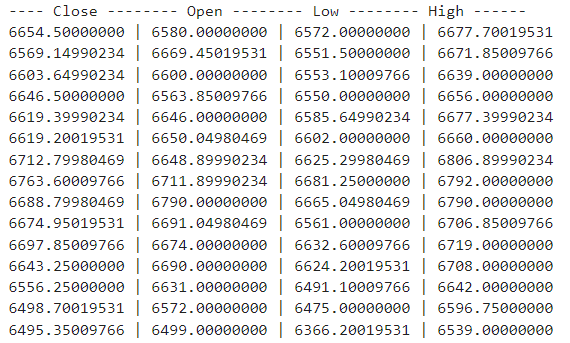 ---- Close -------- Open --------- Low -------- High ------
6654.50000000 | 6580.00000000 | 6572.00000000 | 6677.70019531
6569.14990234 | 6669.45019531 | 6551.50000000 | 6671.85009766
6603.64990234 | 6600.00000000 | 6553.10009766 | 6639.00000000
6646.50000000 | 6563.85009766 | 6550.00000000 | 6656.00000000
6619.39990234 | 6646.00000000 | 6585.64990234 | 6677.39990234
6619.20019531 | 6650.04980469 | 6602.00000000 | 6660.00000000
6712.79980469 | 6648.89990234 | 6625.29980469 | 6806.89990234
6763.60009766 | 6711.89990234 | 6681.25000000 | 6792.00000000
6688.79980469 | 6790.00000000 | 6665.04980469 | 6790.00000000
6674.95019531 | 6691.04980469 | 6561.00000000 | 6706.85009766
6697.85009766 | 6674.00000000 | 6632.60009766 | 6719.00000000
6643.25000000 | 6690.00000000 | 6624.20019531 | 6708.00000000
6556.25000000 | 6631.00000000 | 6491.10009766 | 6642.00000000
6498.70019531 | 6572.00000000 | 6475.00000000 | 6596.75000000
6495.35009766 | 6499.00000000 | 6366.20019531 | 6539.00000000